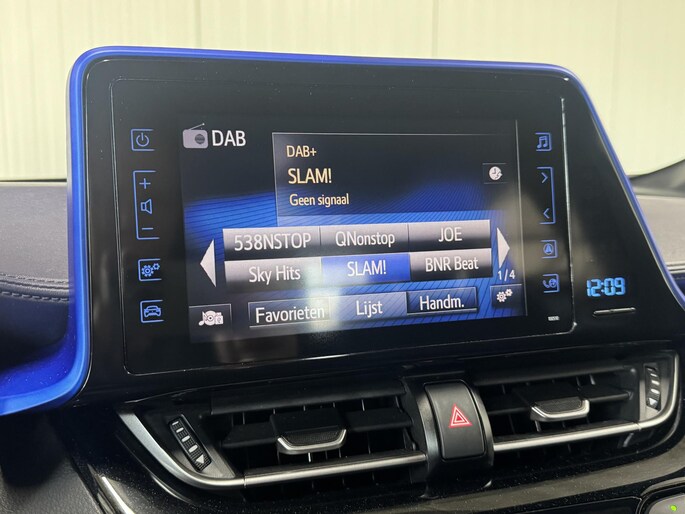 DAB
DAB+
SLAM!
Geen signaal
538NSTOP QNonstop JOE
Sky Hits SLAM! BNR Beat
1/4
Favorieten Lijst Handm.
12:09